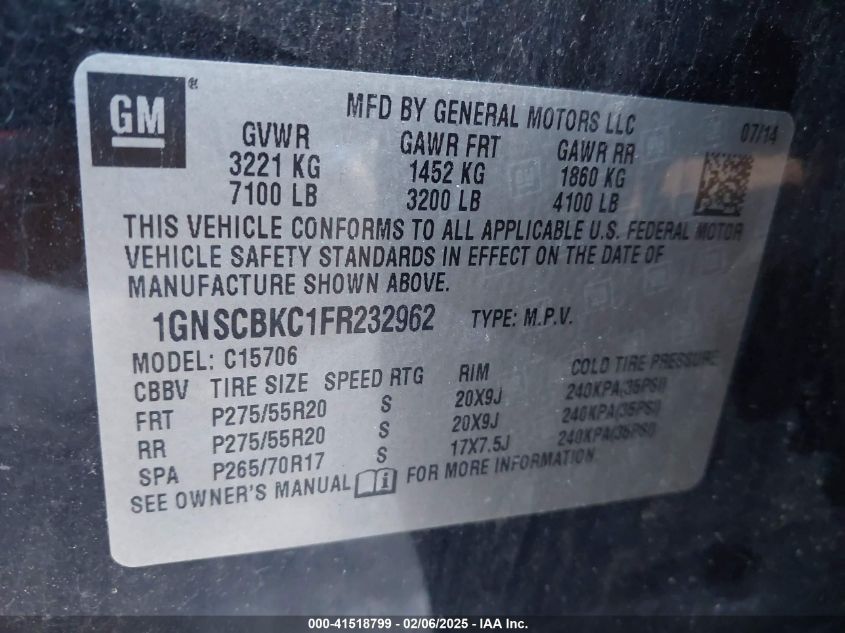 GM®
MFD BY GENERAL MOTORS LLC 07/14
GVWR GAWR FRT GAWR RR
3221 KG 1452 KG 1860 KG
7100 LB 3200 LB 4100 LB
THIS VEHICLE CONFORMS TO ALL APPLICABLE U.S. FEDERAL MOTOR
VEHICLE SAFETY STANDARDS IN EFFECT ON THE DATE OF
MANUFACTURE SHOWN ABOVE.
1GNSCBKC1FR232962 TYPE: M.P.V.
MODEL: C15706
CBBV TIRE SIZE SPEED RTG RIM COLD TIRE PRESSURE
FRT P275/55R20 S 20X9J 240KPA(35PSI)
RR P275/55R20 S 20X9J 240KPA(35PSI)
SPA P265/70R17 S 17X7.5J 240KPA(35PSI)
SEE OWNER'S MANUAL i FOR MORE INFORMATION.
000-41518799 - 02/06/2025 - IAA Inc.